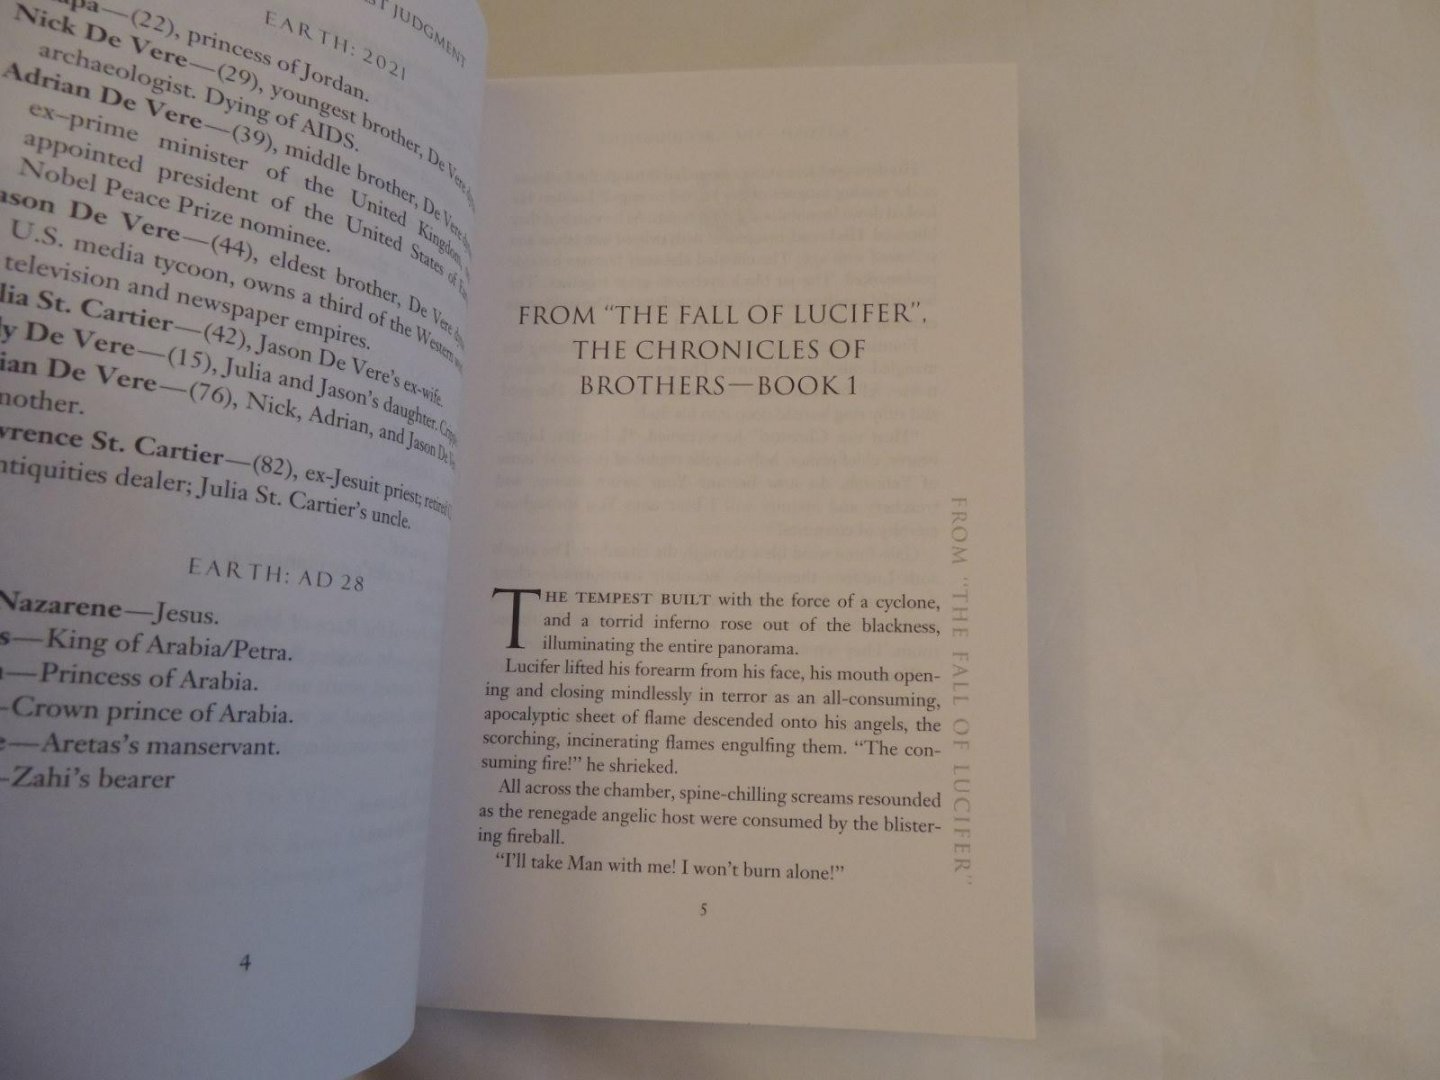 ST JUDGMENT
EARTH: 2021
(22), princess of Jordan.
Nick De Vere—(29), youngest brother, De Vere
archaeologist. Dying of AIDS.
Adrian De Vere—(39), middle brother, De Vere
ex–prime minister of the United Kingdom,
appointed president of the United States of
Nobel Peace Prize nominee.
ason De Vere—(44), eldest brother, De Vere
U.S. media tycoon, owns a third of the Western
television and newspaper empires.
lia St. Cartier—(42), Jason De Vere's ex-wife.
ly De Vere—(15), Julia and Jason's daughter.
ian De Vere—(76), Nick, Adrian, and Jason De
mother.
wrence St. Cartier—(82), ex-Jesuit priest; retired
ntiquities dealer; Julia St. Cartier's uncle.
EARTH: AD 28
Nazarene—Jesus.
s—King of Arabia/Petra.
—Princess of Arabia.
-Crown prince of Arabia.
e—Aretas's manservant.
-Zahi's bearer
4
FROM "THE FALL OF LUCIFER",
THE CHRONICLES OF
BROTHERS—BOOK 1
THE TEMPEST BUILT with the force of a cyclone,
and a torrid inferno rose out of the blackness,
illuminating the entire panorama.
Lucifer lifted his forearm from his face, his mouth open-
ing and closing mindlessly in terror as an all-consuming,
apocalyptic sheet of flame descended onto his angels, the
scorching, incinerating flames engulfing them. "The con-
suming fire!" he shrieked.
All across the chamber, spine-chilling screams resounded
as the renegade angelic host were consumed by the blister-
ing fireball.
"I'll take Man with me! I won't burn alone!"
5
FROM "THE FALL OF LUCIFER"